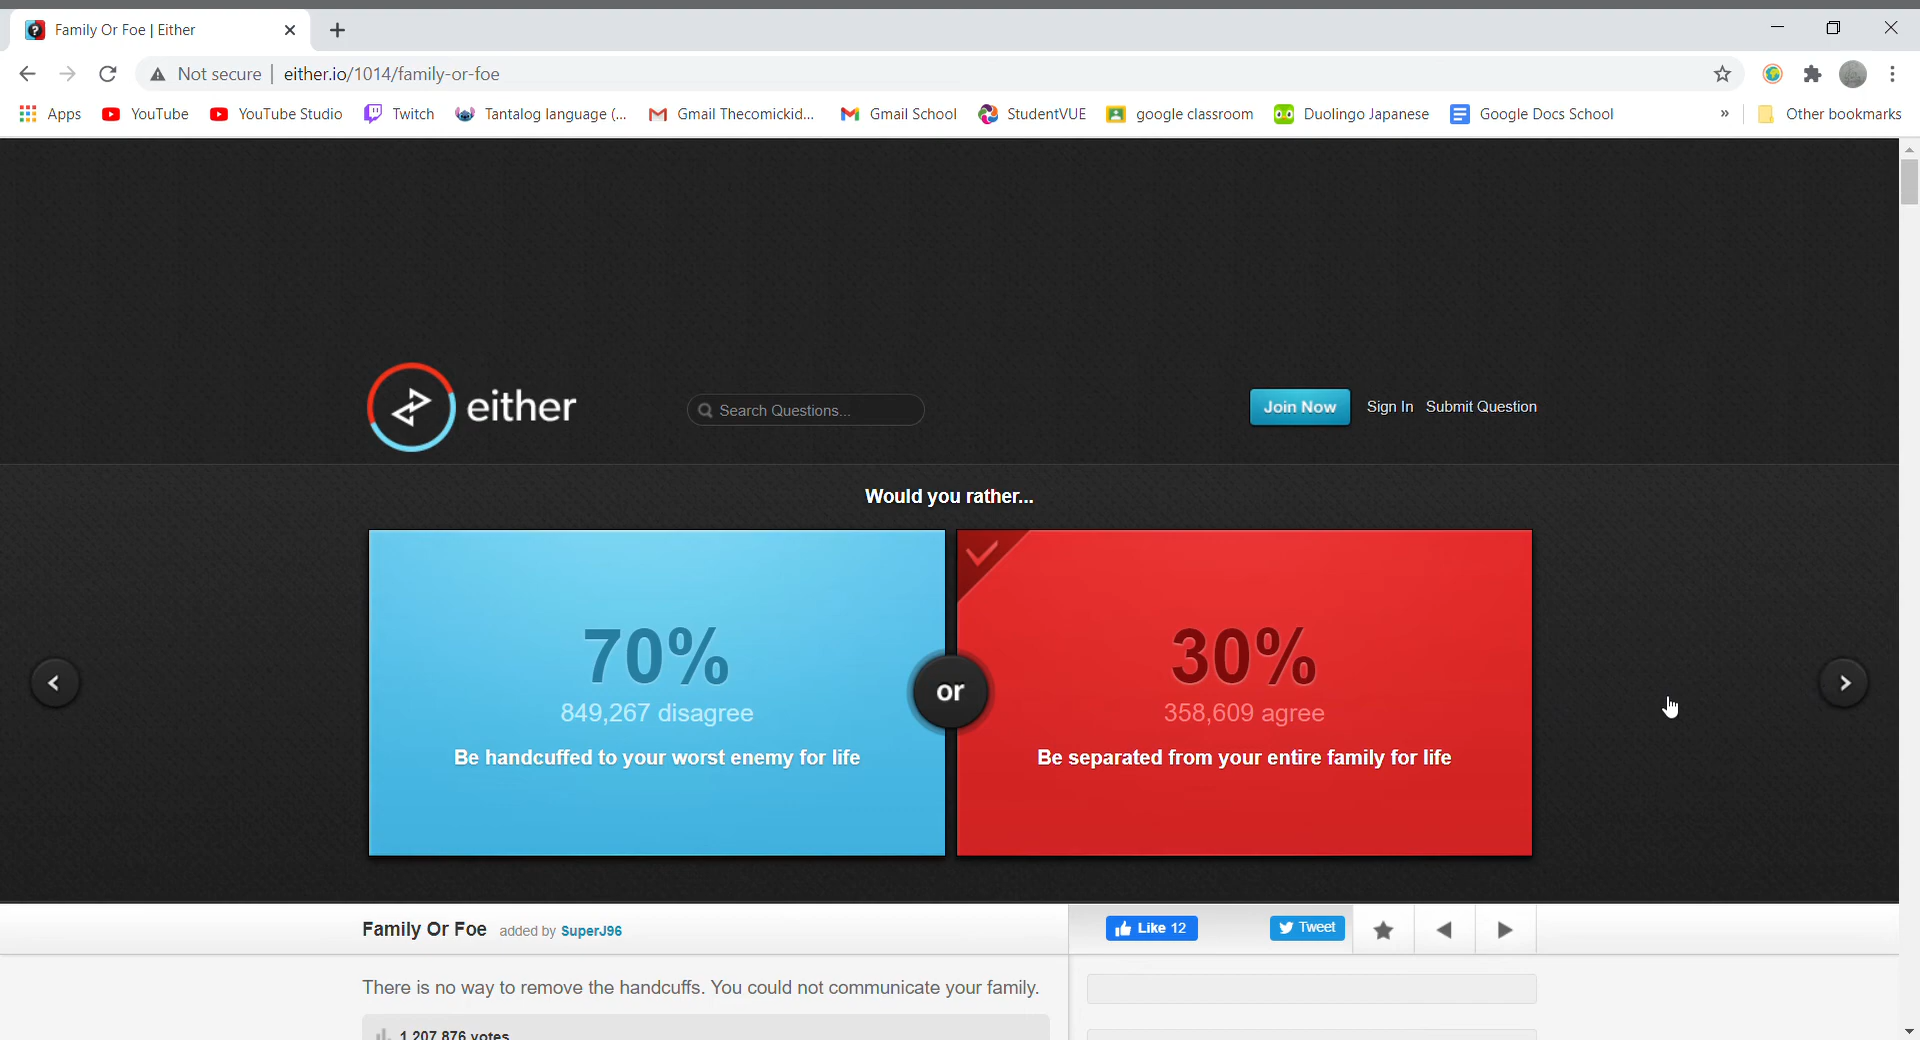 Family Or Foe | Either
Not secure | either.io/1014/family-or-foe
Apps YouTube YouTube Studio Twitch Tantalog language (... Gmail Thecomickid... Gmail School StudentVUE google classroom Duolingo Japanese Google Docs School » Other bookmarks
either
Search Questions...
Join Now Sign In Submit Question
Would you rather...
70%
849,267 disagree
Be handcuffed to your worst enemy for life
or
30%
358,609 agree
Be separated from your entire family for life
Family Or Foe added by SuperJ96
Like 12 Tweet
There is no way to remove the handcuffs. You could not communicate your family.
1,207,876 votes